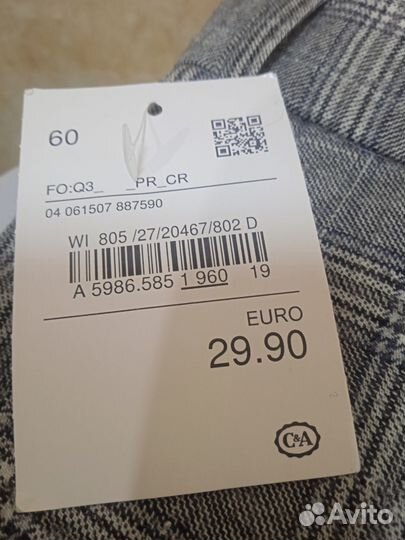 60
FO:Q3_ _PR_CR
04 061507 887590
WI 805 /27/20467/802 D
A 5986.585 1 960 19
EURO
29.90
C&A
Avito